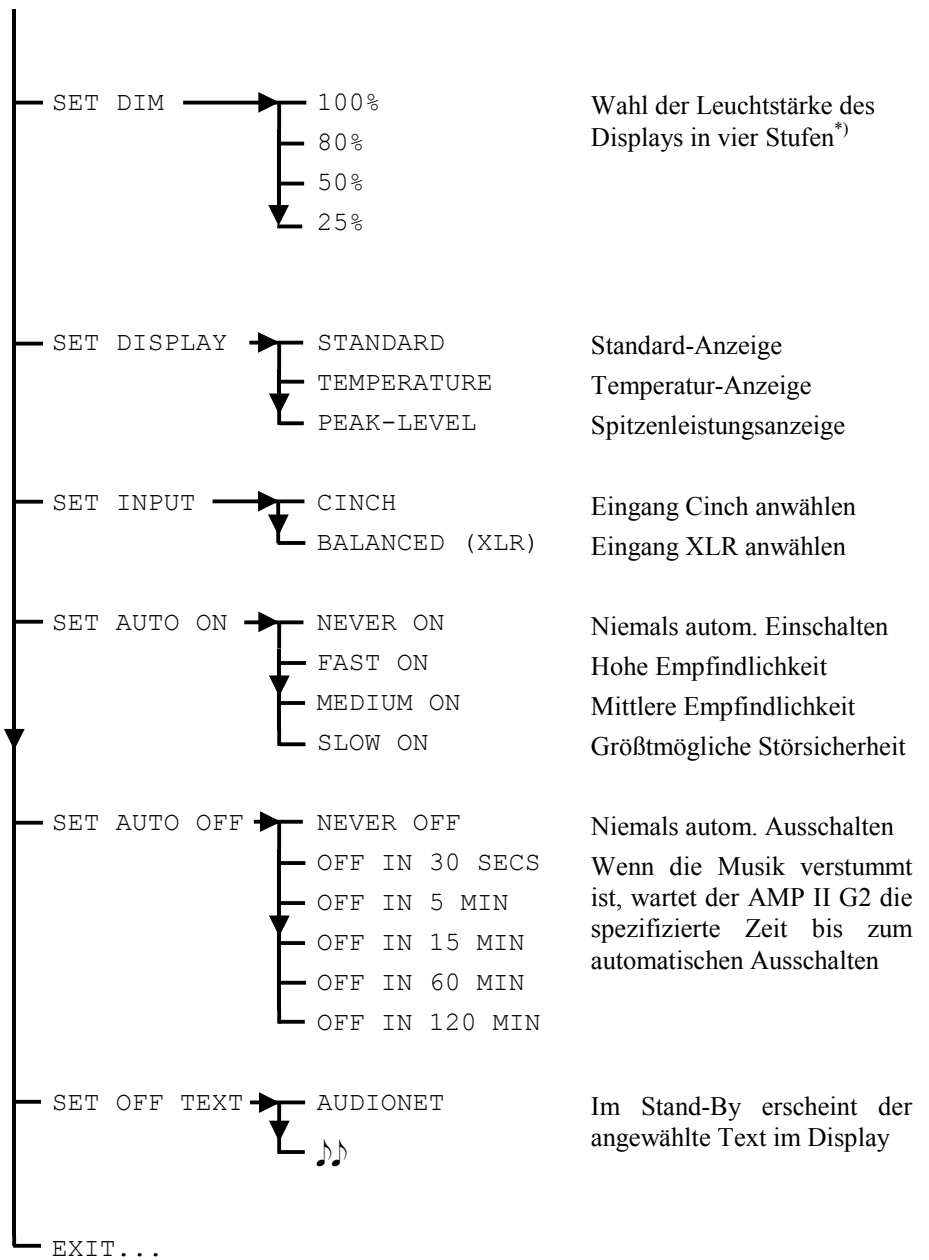 SET DIM 100% Wahl der Leuchtstärke des
80% Displays in vier Stufen*)
50%
25%
SET DISPLAY STANDARD Standard-Anzeige
TEMPERATURE Temperatur-Anzeige
PEAK-LEVEL Spitzenleistungsanzeige
SET INPUT CINCH Eingang Cinch anwählen
BALANCED (XLR) Eingang XLR anwählen
SET AUTO ON NEVER ON Niemals autom. Einschalten
FAST ON Hohe Empfindlichkeit
MEDIUM ON Mittlere Empfindlichkeit
SLOW ON Größtmögliche Störsicherheit
SET AUTO OFF NEVER OFF Niemals autom. Ausschalten
OFF IN 30 SECS Wenn die Musik verstummt
OFF IN 5 MIN ist, wartet der AMP II G2 die
spezifizierte Zeit bis zum
OFF IN 15 MIN automatischen Ausschalten
OFF IN 60 MIN
OFF IN 120 MIN
SET OFF TEXT AUDIONET Im Stand-By erscheint der
♪♪ angewählte Text im Display
EXIT...